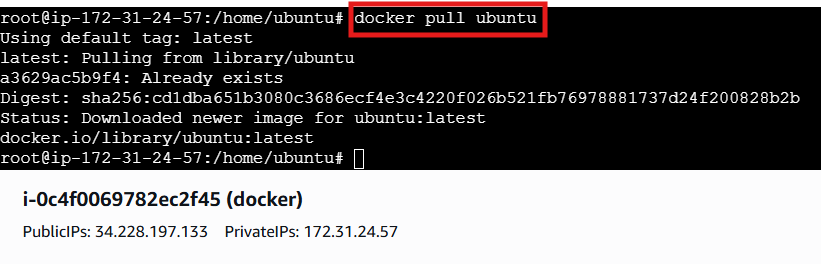 root@ip-172-31-24-57:/home/ubuntu# docker pull ubuntu
Using default tag: latest
latest: Pulling from library/ubuntu
a3629ac5b9f4: Already exists
Digest: sha256:cd1dba651b3080c3686ecf4e3c4220f026b521fb76978881737d24f200828b2b
Status: Downloaded newer image for ubuntu:latest
docker.io/library/ubuntu:latest
root@ip-172-31-24-57:/home/ubuntu#
i-0c4f0069782ec2f45 (docker)
PublicIPs: 34.228.197.133 PrivateIPs: 172.31.24.57